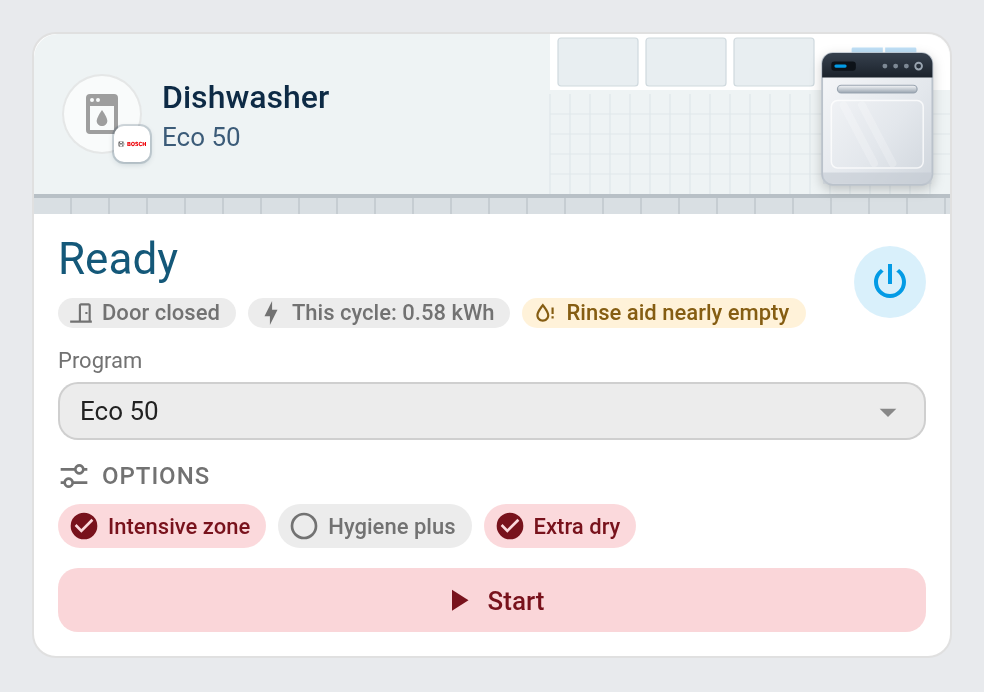 Dishwasher
Eco 50
BOSCH
Ready
Door closed
This cycle: 0.58 kWh
Rinse aid nearly empty
Program
Eco 50
OPTIONS
Intensive zone
Hygiene plus
Extra dry
Start